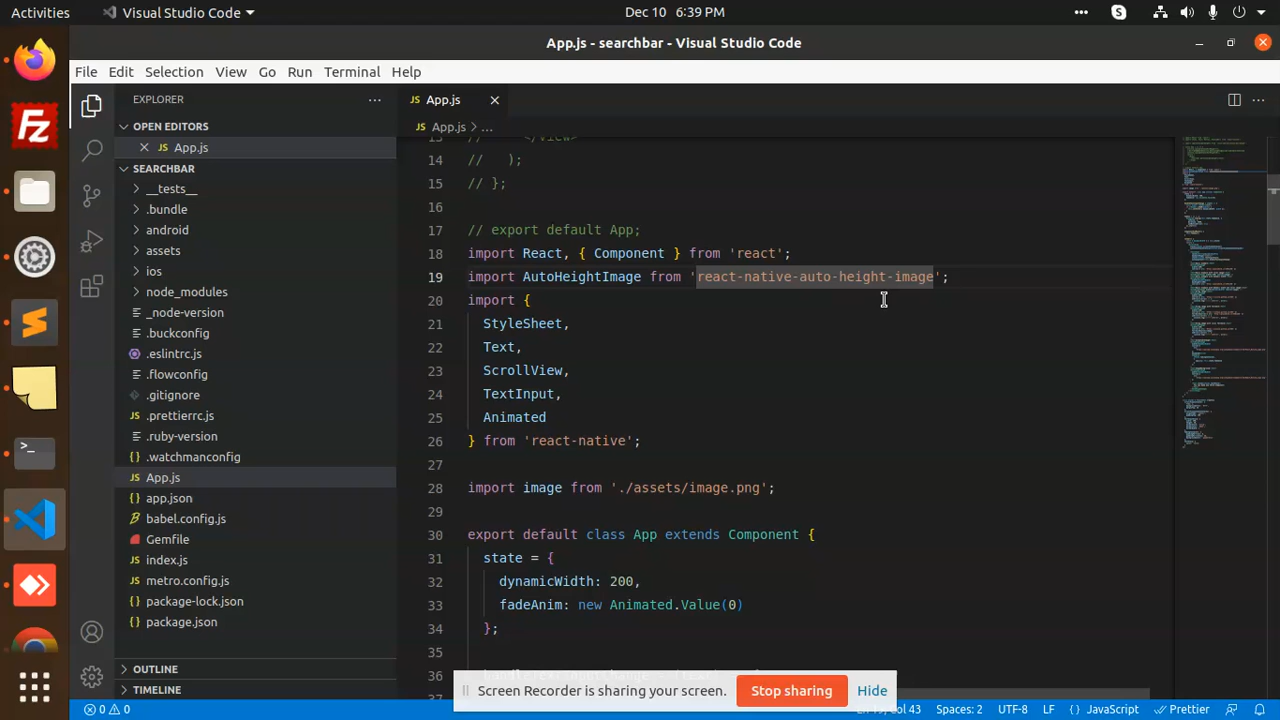 Activities
Visual Studio Code
Dec 10 6:39 PM
App.js - searchbar - Visual Studio Code
File Edit Selection View Go Run Terminal Help
EXPLORER
OPEN EDITORS
App.js
SEARCHBAR
__tests__
.bundle
android
assets
ios
node_modules
_node-version
.buckconfig
.eslintrc.js
.flowconfig
.gitignore
.prettierrc.js
.ruby-version
.watchmanconfig
App.js
app.json
babel.config.js
Gemfile
index.js
metro.config.js
package-lock.json
package.json
OUTLINE
TIMELINE
App.js
App.js > ...
13 // </View>
14 // );
15 // };
16
17 // export default App;
18 import React, { Component } from 'react';
19 import AutoHeightImage from 'react-native-auto-height-image';
20 import {
21 StyleSheet,
22 Text,
23 ScrollView,
24 TextInput,
25 Animated
26 } from 'react-native';
27
28 import image from './assets/image.png';
29
30 export default class App extends Component {
31 state = {
32 dynamicWidth: 200,
33 fadeAnim: new Animated.Value(0)
34 };
35
36
Screen Recorder is sharing your screen. Stop sharing Hide
0 0
Spaces: 2 UTF-8 LF { } JavaScript Prettier